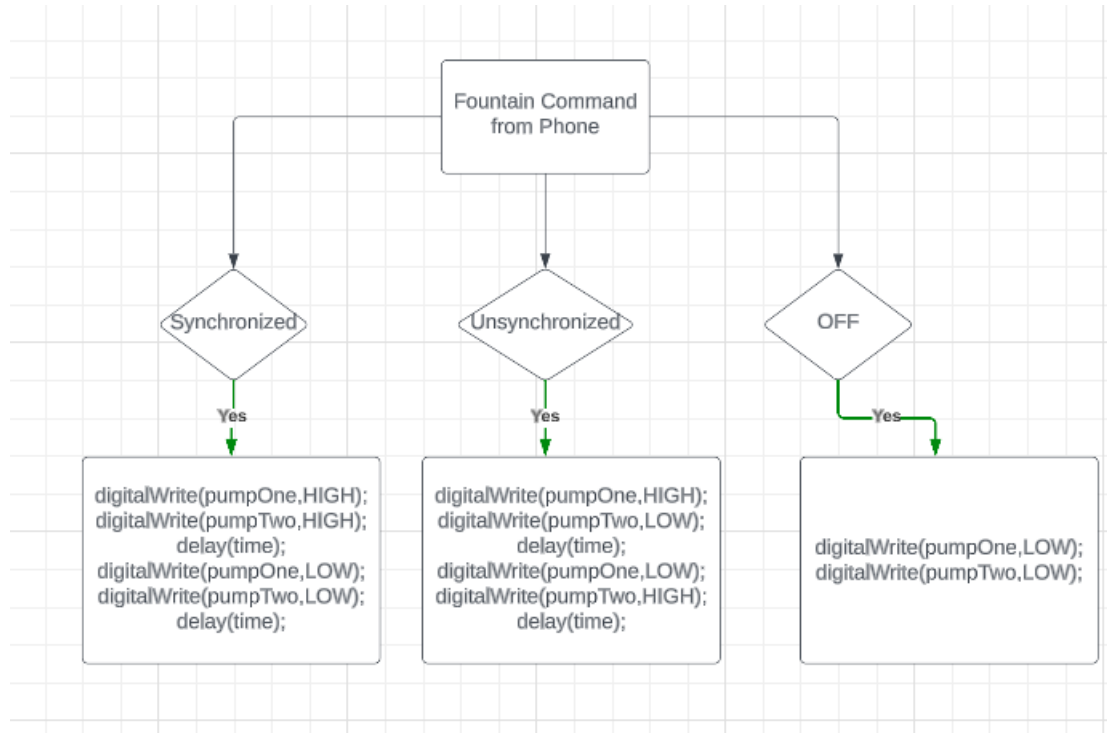 Fountain Command
from Phone
Synchronized
Unsynchronized
OFF
Yes
Yes
Yes
digitalWrite(pumpOne,HIGH);
digitalWrite(pumpTwo,HIGH);
delay(time);
digitalWrite(pumpOne,LOW);
digitalWrite(pumpTwo,LOW);
delay(time);
digitalWrite(pumpOne,HIGH);
digitalWrite(pumpTwo,LOW);
delay(time);
digitalWrite(pumpOne,LOW);
digitalWrite(pumpTwo,HIGH);
delay(time);
digitalWrite(pumpOne,LOW);
digitalWrite(pumpTwo,LOW);